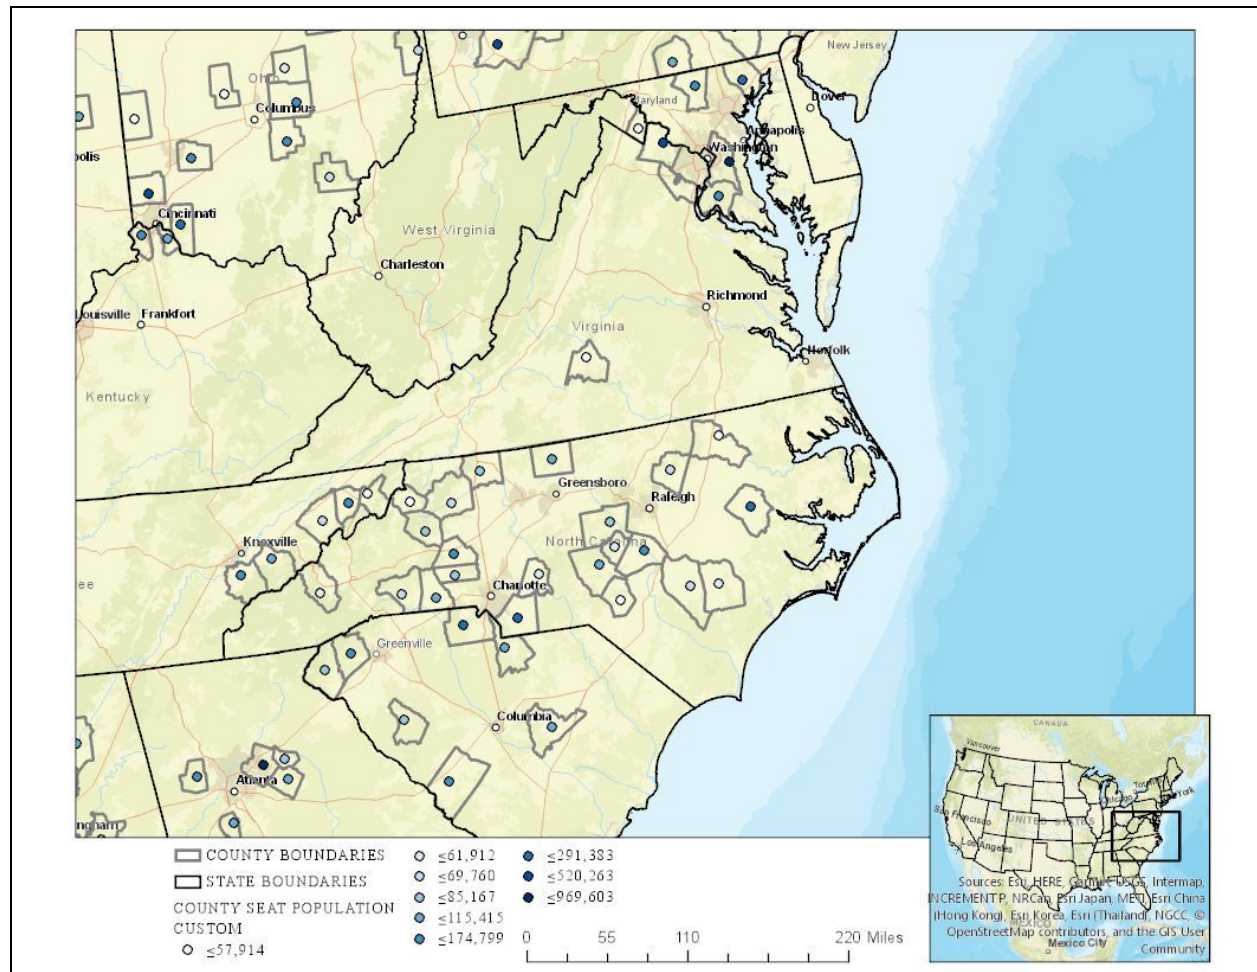 New Jersey
Ohio
Columbus
Maryland
Dover
Annapolis
polis
Washington
Cincinnati
West Virginia
Charleston
Richmond
Louisville
Frankfort
Virginia
Norfolk
Kentucky
Greensboro
Raleigh
Knoxville
North Carolina
ee
Charlotte
Greenville
Columbia
Atlanta
ngham
COUNTY BOUNDARIES
STATE BOUNDARIES
COUNTY SEAT POPULATION
CUSTOM
≤57,914
≤61,912
≤69,760
≤85,167
≤115,415
≤174,799
≤291,383
≤520,263
≤969,603
0 55 110 220 Miles
CANADA
Vancouver
Toronto
Chicago
York
San Francisco
UNITED STATES
Los Angeles
MEXICO
Mexico City
Sources: Esri, HERE, Garmin, USGS, Intermap,
INCREMENT P, NRCan, Esri Japan, METI, Esri China
(Hong Kong), Esri Korea, Esri (Thailand), NGCC, ©
OpenStreetMap contributors, and the GIS User
Community